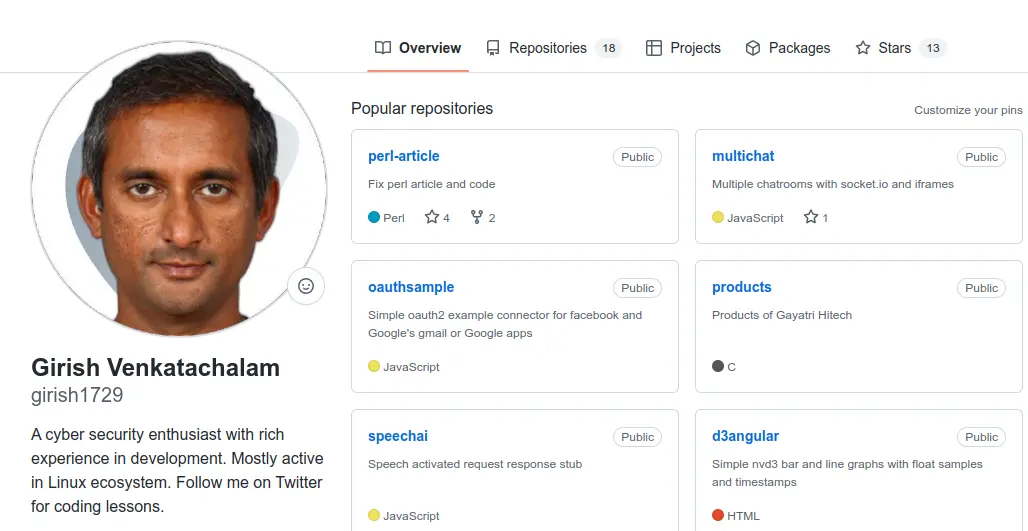 Overview Repositories 18 Projects Packages Stars 13
Popular repositories Customize your pins
perl-article Public
Fix perl article and code
Perl 4 2
multichat Public
Multiple chatrooms with socket.io and iframes
JavaScript 1
oauthsample Public
Simple oauth2 example connector for facebook and
Google's gmail or Google apps
JavaScript
products Public
Products of Gayatri Hitech
C
speechai Public
Speech activated request response stub
JavaScript
d3angular Public
Simple nvd3 bar and line graphs with float samples
and timestamps
HTML
Girish Venkatachalam
girish1729
A cyber security enthusiast with rich
experience in development. Mostly active
in Linux ecosystem. Follow me on Twitter
for coding lessons.